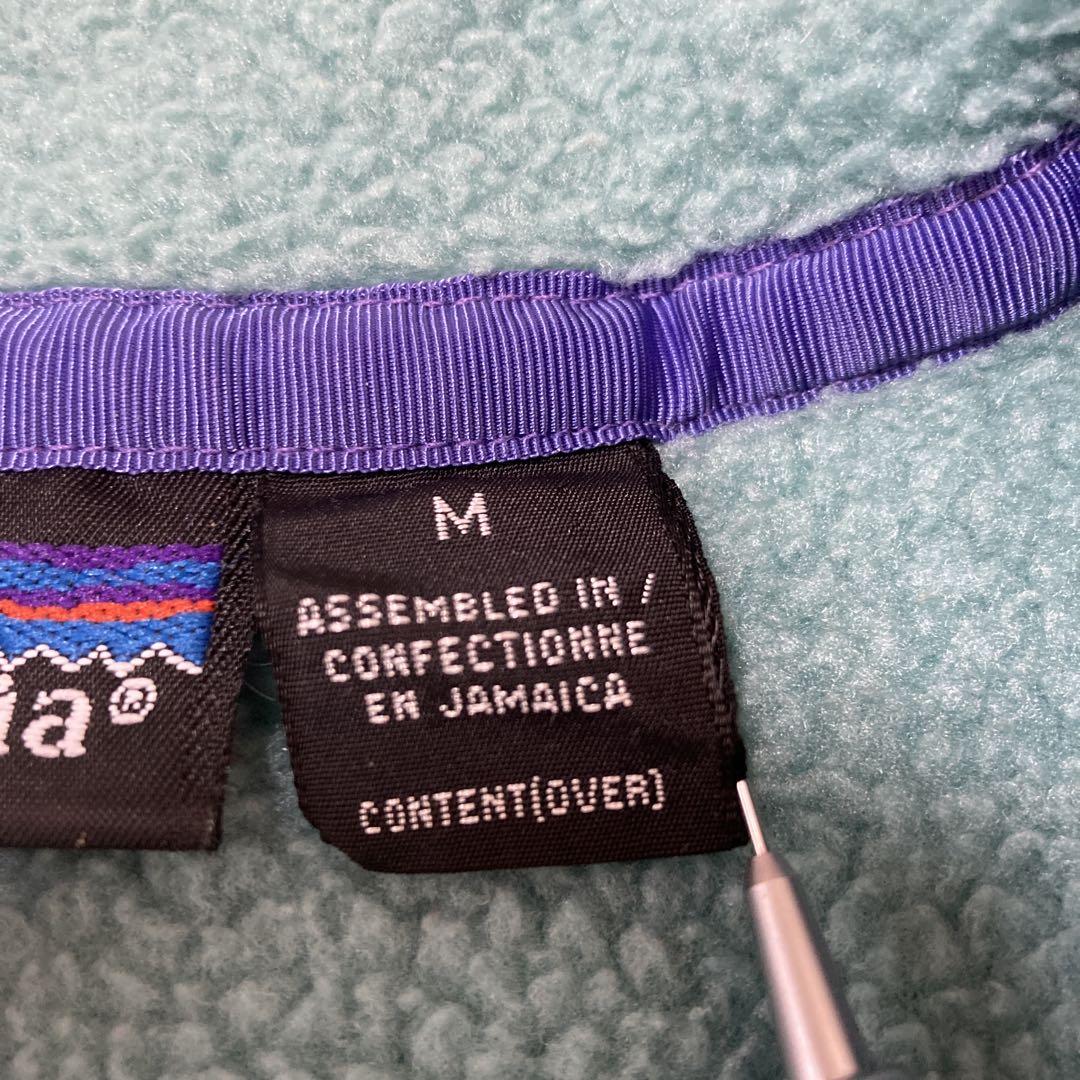 M
ASSEMBLED IN /
CONFECTIONNE
EN JAMAICA
CONTENT(OVER)
ia®